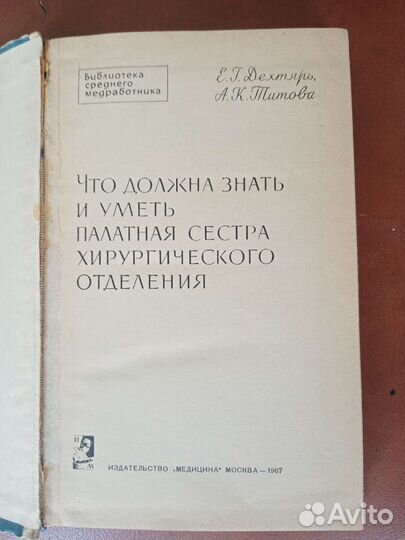 Библиотека
среднего
медработника
Е. Г. Дехтярь,
А. К. Титова
Что должна знать
и уметь
палатная сестра
хирургического
отделения
И
М
ИЗДАТЕЛЬСТВО „МЕДИЦИНА" МОСКВА — 1967
Avito